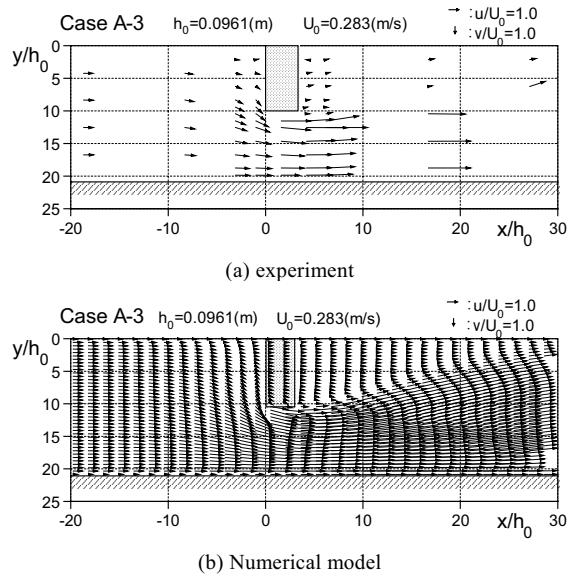 Case A-3 h0=0.0961(m) U0=0.283(m/s) :u/U0=1.0
:v/U0=1.0
y/h0
0
5
10
15
20
25
-20 -10 0 10 20 30
x/h0
(a) experiment
Case A-3 h0=0.0961(m) U0=0.283(m/s) :u/U0=1.0
:v/U0=1.0
y/h0
0
5
10
15
20
25
-20 -10 0 10 20 30
x/h0
(b) Numerical model